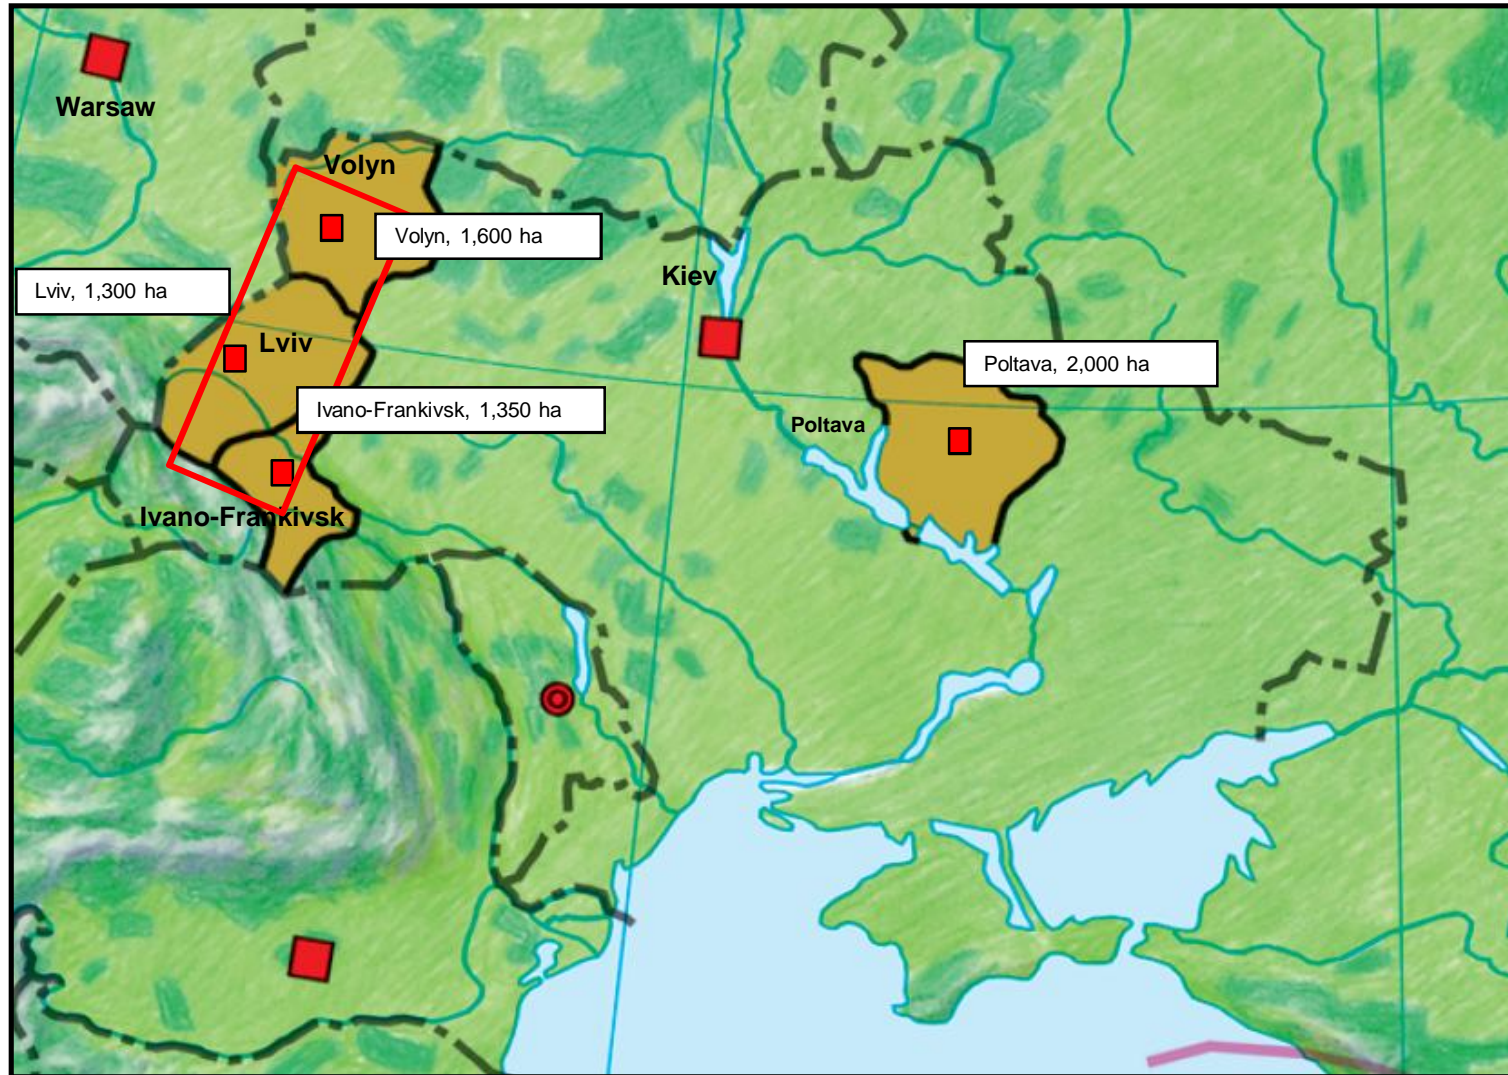 Warsaw
Volyn
Volyn, 1,600 ha
Kiev
Lviv, 1,300 ha
Lviv
Poltava, 2,000 ha
Ivano-Frankivsk, 1,350 ha
Poltava
Ivano-Frankivsk